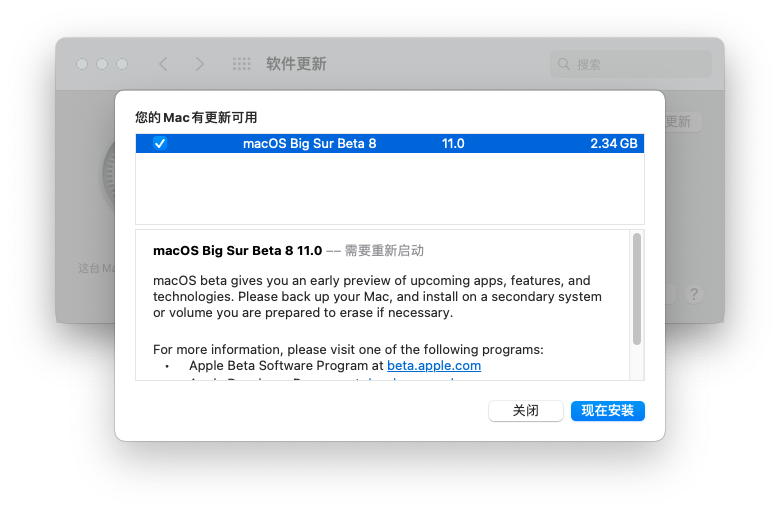 软件更新
搜索
更新
您的 Mac 有更新可用
macOS Big Sur Beta 8 11.0 2.34 GB
macOS Big Sur Beta 8 11.0 –– 需要重新启动
macOS beta gives you an early preview of upcoming apps, features, and
technologies. Please back up your Mac, and install on a secondary system
or volume you are prepared to erase if necessary.
For more information, please visit one of the following programs:
• Apple Beta Software Program at beta.apple.com
这台 Ma
?
关闭
现在安装